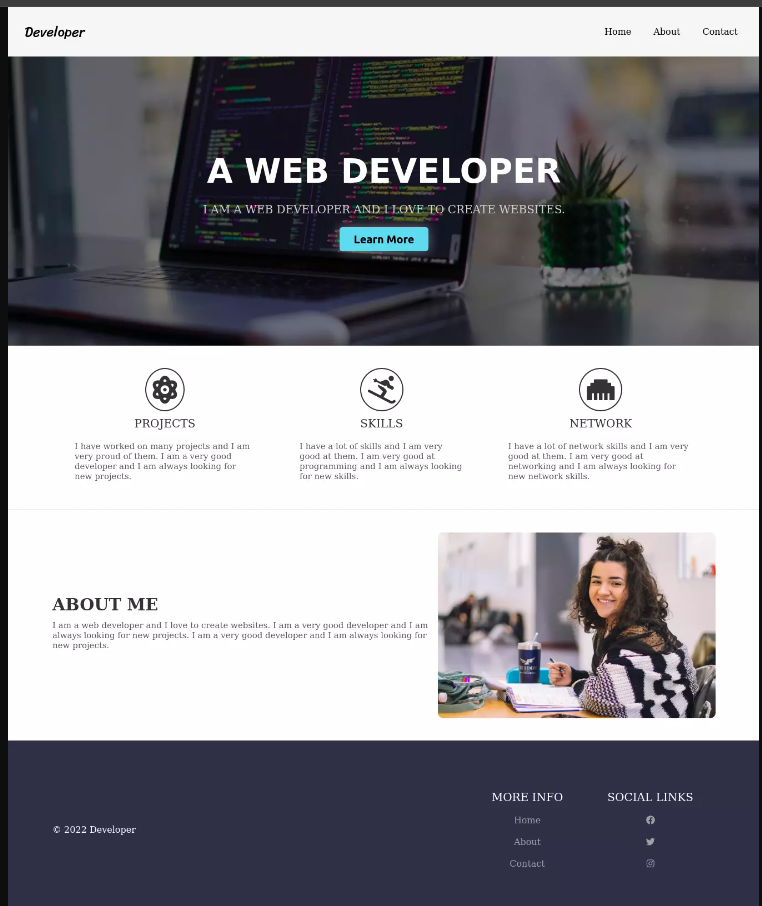 Developer
Home About Contact
A WEB DEVELOPER
I AM A WEB DEVELOPER AND I LOVE TO CREATE WEBSITES.
Learn More
PROJECTS
I have worked on many projects and I am
very proud of them. I am a very good
developer and I am always looking for
new projects.
SKILLS
I have a lot of skills and I am very
good at them. I am very good at
programming and I am always looking
for new skills.
NETWORK
I have a lot of network skills and I am very
good at them. I am very good at
networking and I am always looking for
new network skills.
ABOUT ME
I am a web developer and I love to create websites. I am a very good developer and I am
always looking for new projects. I am a very good developer and I am always looking for
new projects.
© 2022 Developer
MORE INFO
Home
About
Contact
SOCIAL LINKS